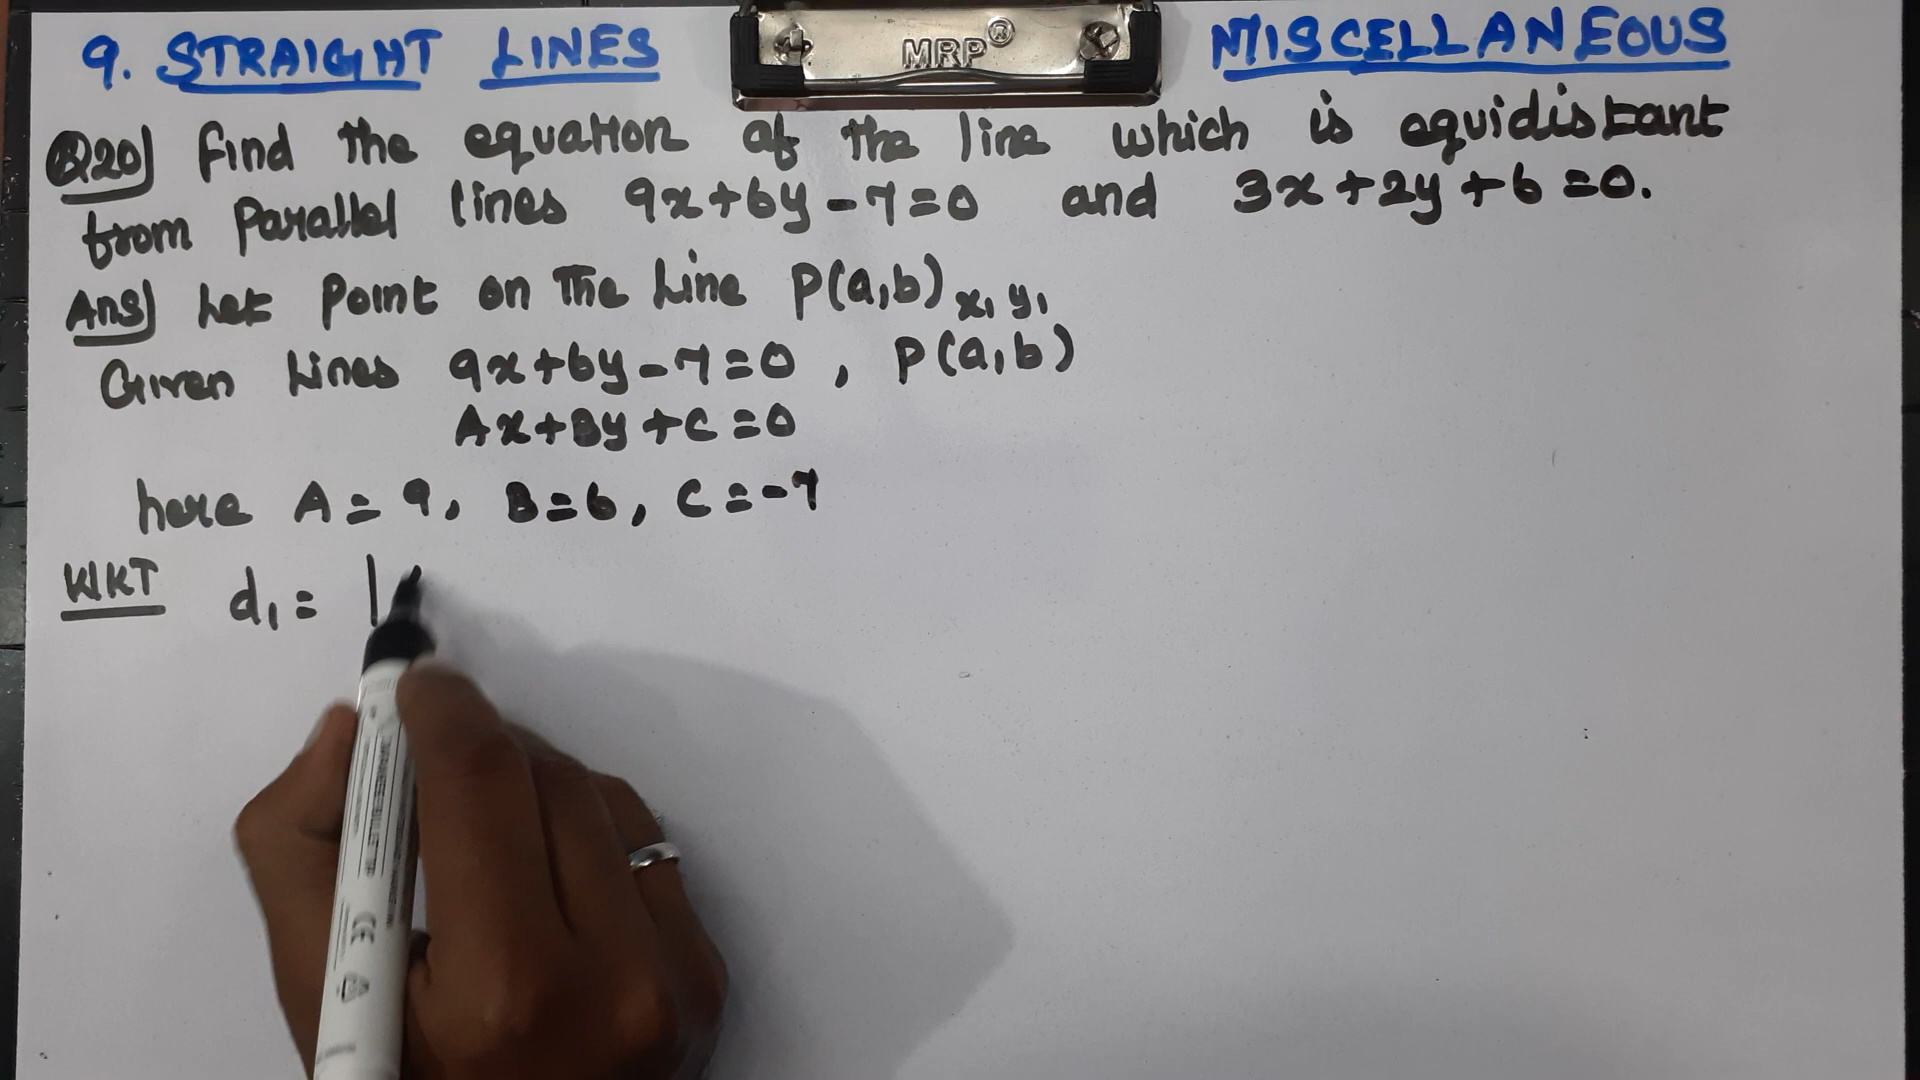 9. STRAIGHT LINES
MRP®
MISCELLANEOUS
Q20) Find the equation of the line which is equidistant
from Parallel lines 9x+6y-7=0 and 3x+2y+6=0.
Ans) Let Point on The Line P(a,b) x₁ y₁
Given Lines 9x+6y-7=0, P(a,b)
Ax+By+C=0
here A=9, B=6, C=-7
WKT d₁= |
CE